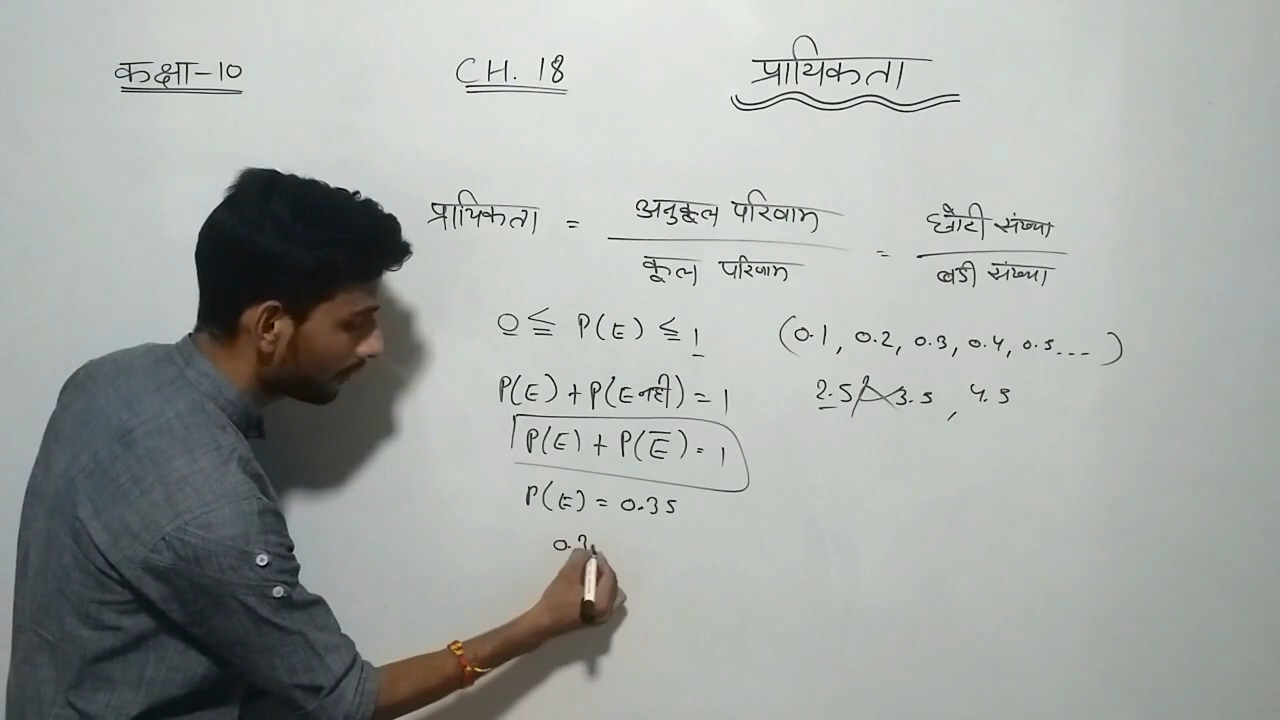 कक्षा-10 CH. 18 प्रायिकता
प्रायिकता = अनुकूल परिणाम / कूल परिणाम = छोटी संख्या / बडी संख्या
0 ≦ P(E) ≦ 1 (0.1, 0.2, 0.3, 0.4, 0.5.... )
P(E) + P(E नही) = 1 2.5, 3.5, 4.5
P(E) + P(E̅) = 1
P(E) = 0.35
0.3